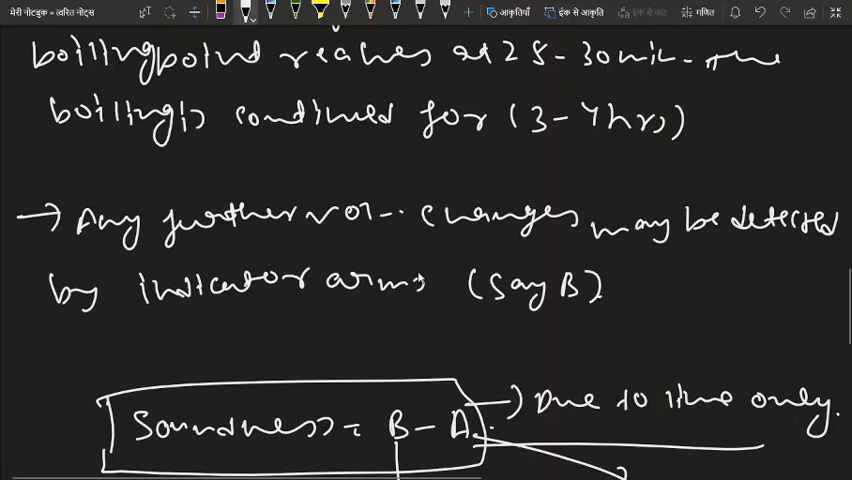 मेरी नोटबुक » त्वरित नोट्स
आकृतियाँ इंक से आकृति इंक से पाठ गणित
boiling point reaches at 25-30 min. the
boiling is continued for (3-4 hrs)
→ Any further vol. changes may be detected
by indicator arms (Say B).
Soundness = B - A. → Due to lime only.